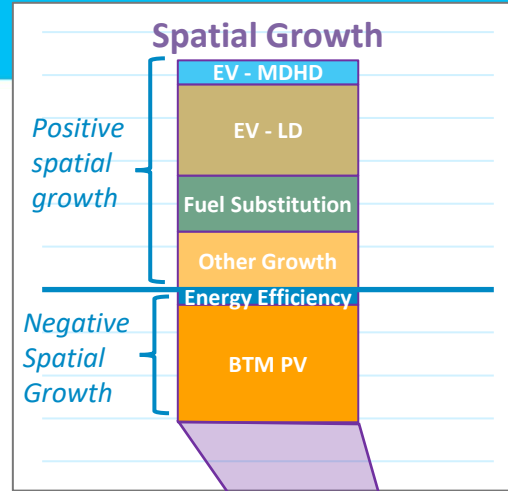 Spatial Growth
EV - MDHD
Positive
spatial
growth
EV - LD
Fuel Substitution
Other Growth
Energy Efficiency
Negative
Spatial
Growth
BTM PV